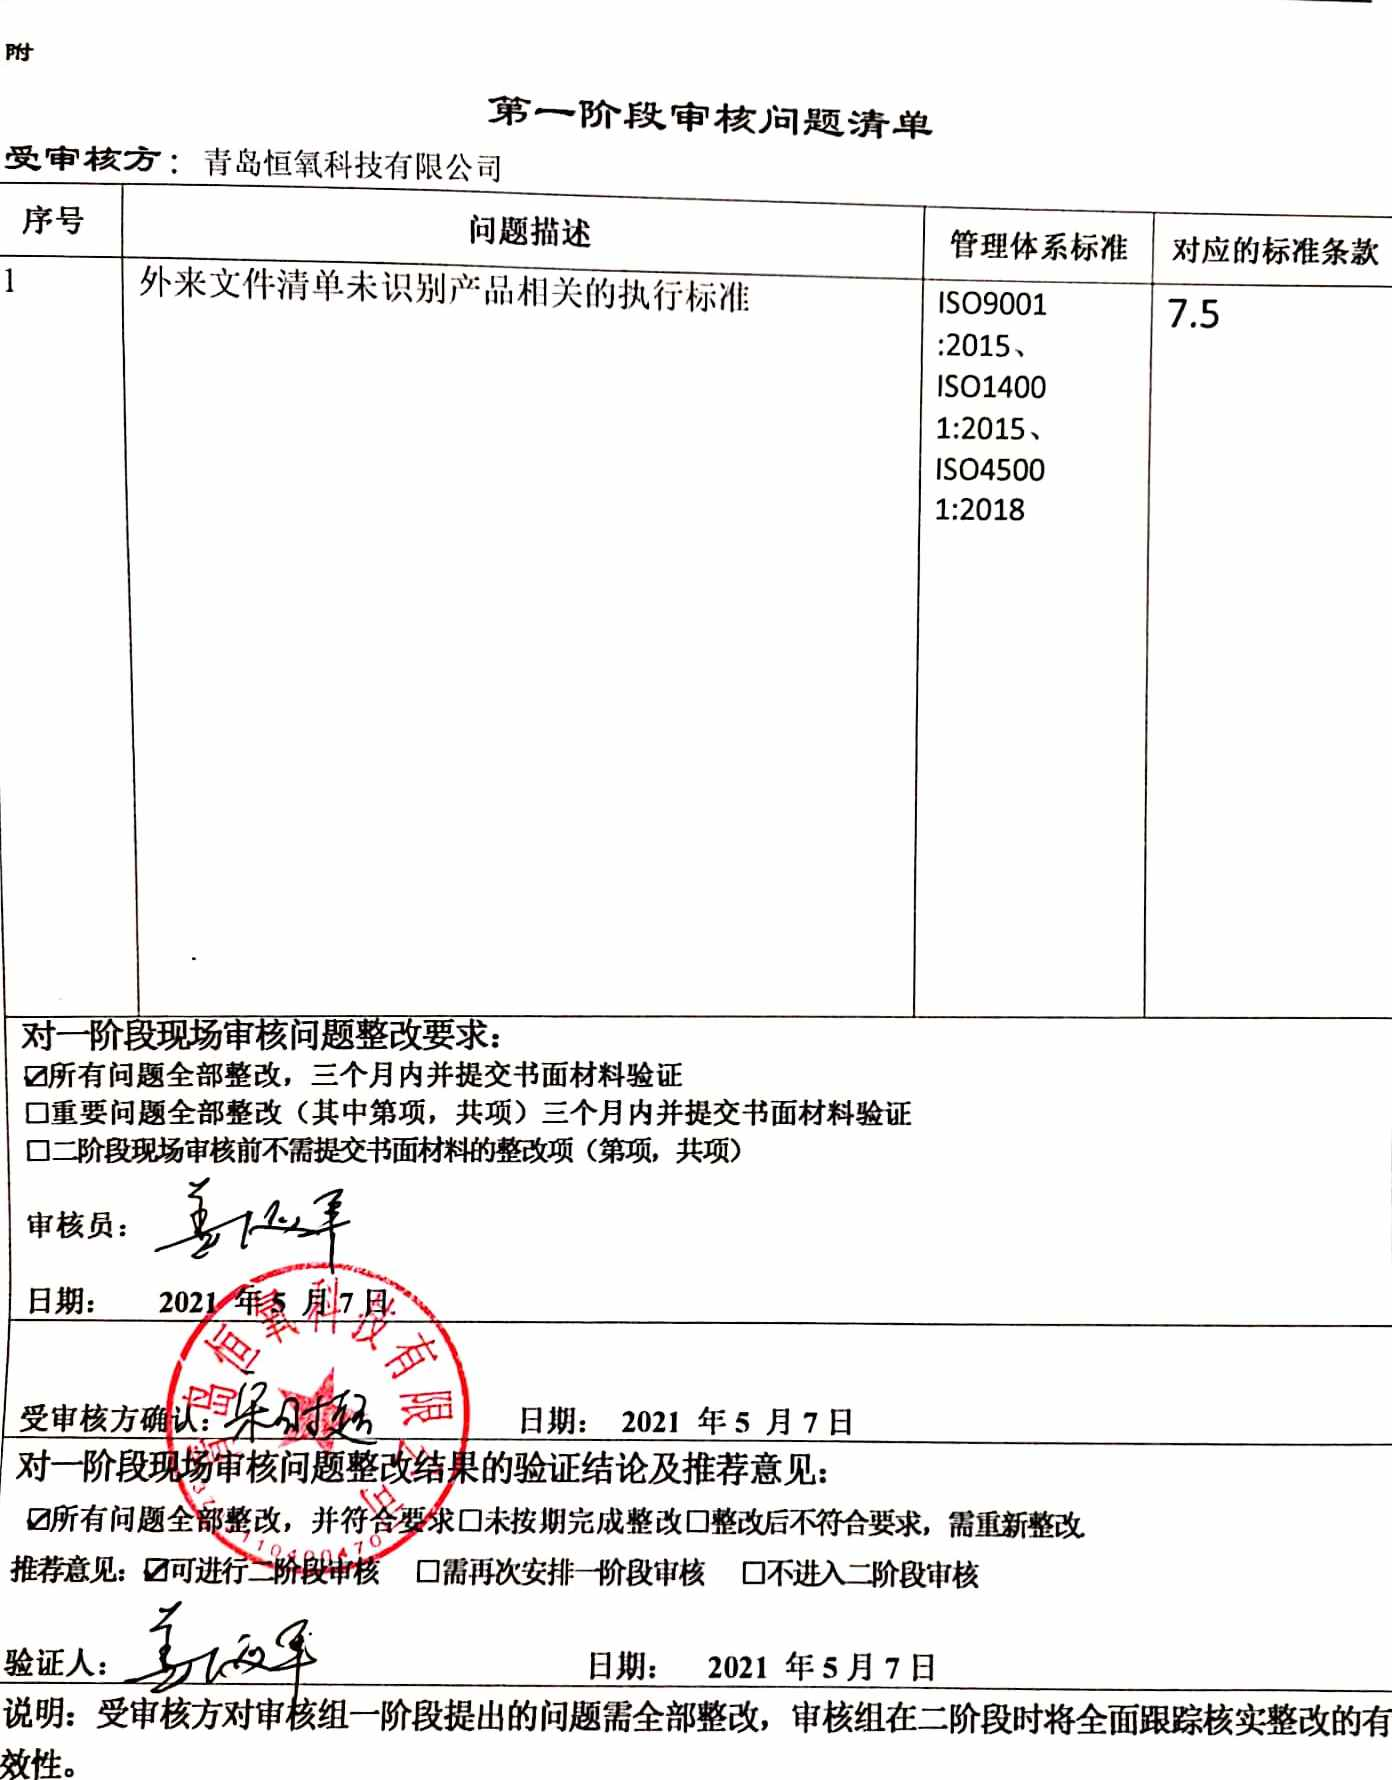 附
第一阶段审核问题清单
受审核方：青岛恒氧科技有限公司
序号 问题描述 管理体系标准 对应的标准条款
1 外来文件清单未识别产品相关的执行标准 ISO9001 7.5
:2015、
ISO1400
1:2015、
ISO4500
1:2018
对一阶段现场审核问题整改要求：
☑所有问题全部整改，三个月内并提交书面材料验证
□重要问题全部整改（其中第项，共项）三个月内并提交书面材料验证
□二阶段现场审核前不需提交书面材料的整改项（第项，共项）
审核员：
日期： 2021 年 5 月 7 日
青岛恒氧科技有限公司
受审核方确认： 日期： 2021 年 5 月 7 日
对一阶段现场审核问题整改结果的验证结论及推荐意见：
☑所有问题全部整改，并符合要求□未按期完成整改□整改后不符合要求，需重新整改
推荐意见：☑可进行二阶段审核 □需再次安排一阶段审核 □不进入二阶段审核
验证人： 日期： 2021 年 5 月 7 日
说明：受审核方对审核组一阶段提出的问题需全部整改，审核组在二阶段时将全面跟踪核实整改的有
效性。